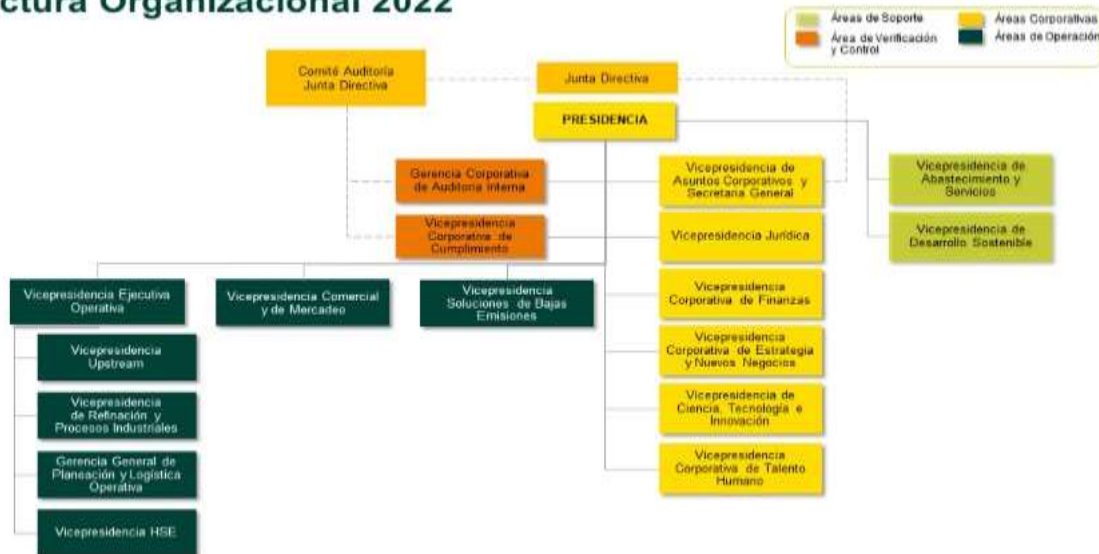 ctura Organizacional 2022
Áreas de Soporte
Áreas Corporativas
Área de Verificación
y Control
Áreas de Operación
Comité Auditoría
Junta Directiva
Junta Directiva
PRESIDENCIA
Gerencia Corporativa
de Auditoria Interna
Vicepresidencia de
Asuntos Corporativos y
Secretaria General
Vicepresidencia de
Abastecimiento y
Servicios
Vicepresidencia
Corporativa de
Cumplimiento
Vicepresidencia Jurídica
Vicepresidencia de
Desarrollo Sostenible
Vicepresidencia Ejecutiva
Operativa
Vicepresidencia Comercial
y de Mercadeo
Vicepresidencia
Soluciones de Bajas
Emisiones
Vicepresidencia
Corporativa de Finanzas
Vicepresidencia
Upstream
Vicepresidencia
Corporativa de Estrategia
y Nuevos Negocios
Vicepresidencia
de Refinación y
Procesos Industriales
Vicepresidencia de
Ciencia, Tecnología e
Innovación
Gerencia General de
Planeación y Logística
Operativa
Vicepresidencia
Corporativa de Talento
Humano
Vicepresidencia HSE